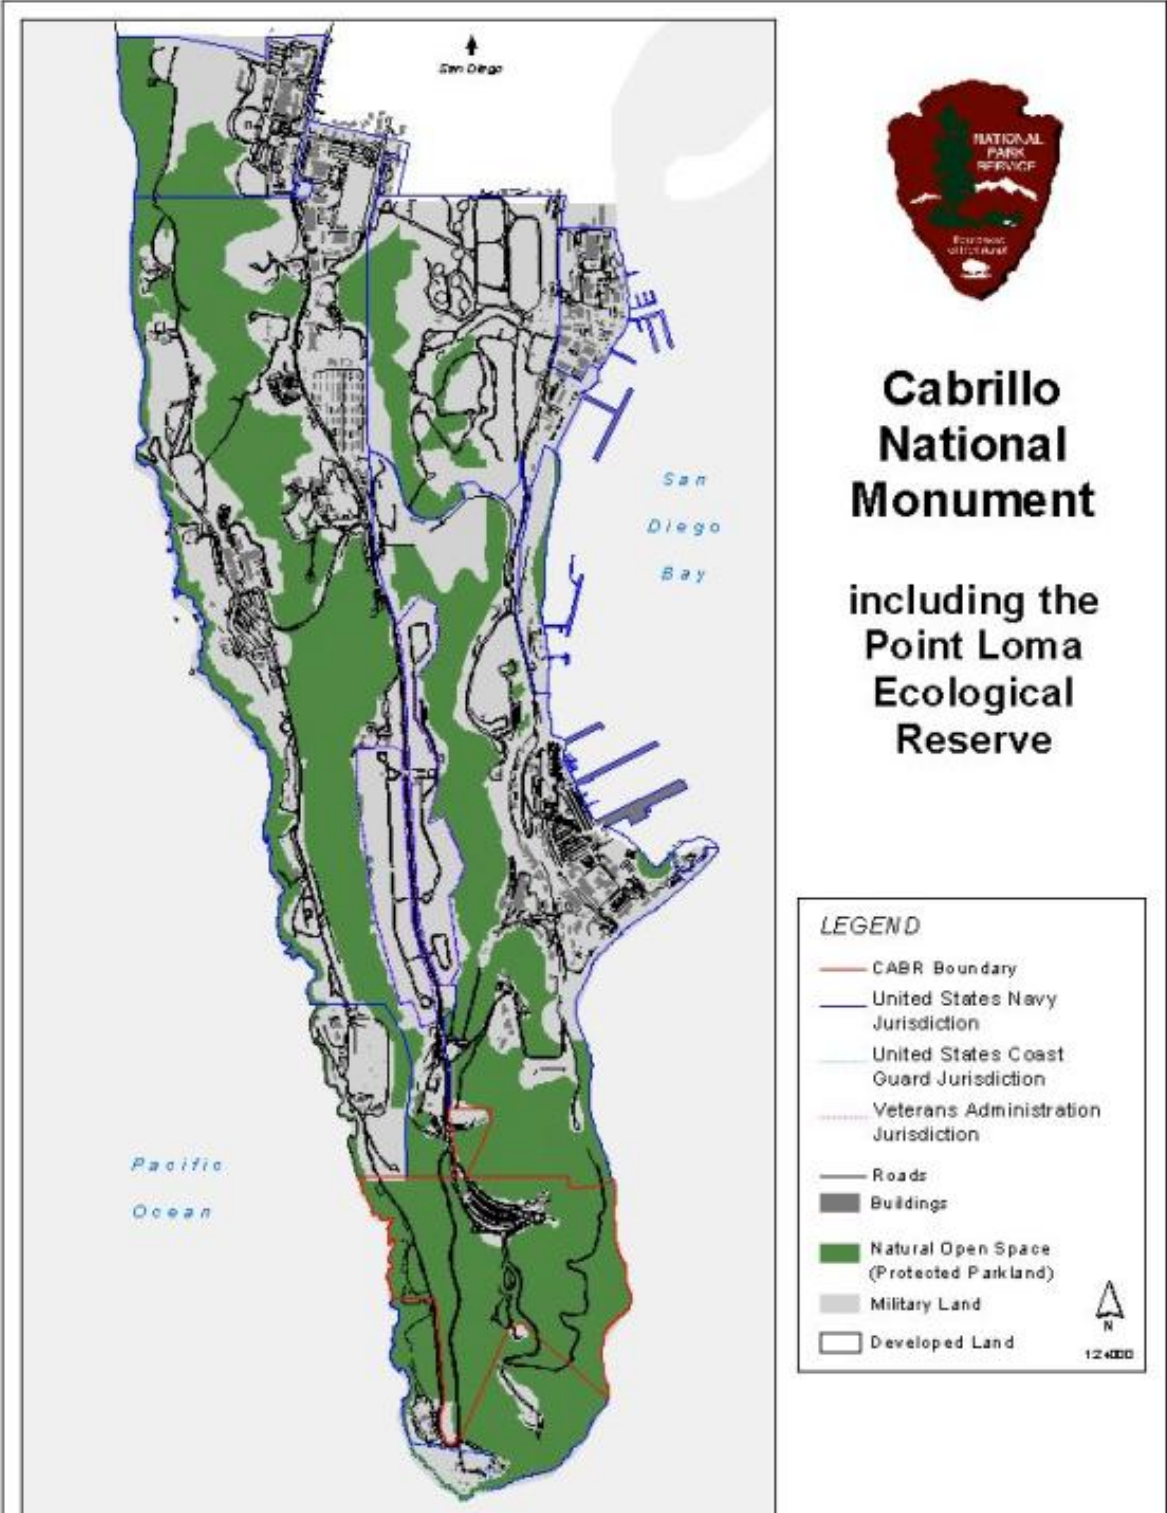 San Diego
NATIONAL
PARK
SERVICE
Cabrillo
National
Monument
including the
Point Loma
Ecological
Reserve
San
Diego
Bay
Pacific
Ocean
LEGEND
CABR Boundary
United States Navy
Jurisdiction
United States Coast
Guard Jurisdiction
Veterans Administration
Jurisdiction
Roads
Buildings
Natural Open Space
(Protected Parkland)
Military Land
Developed Land
N
1:24000